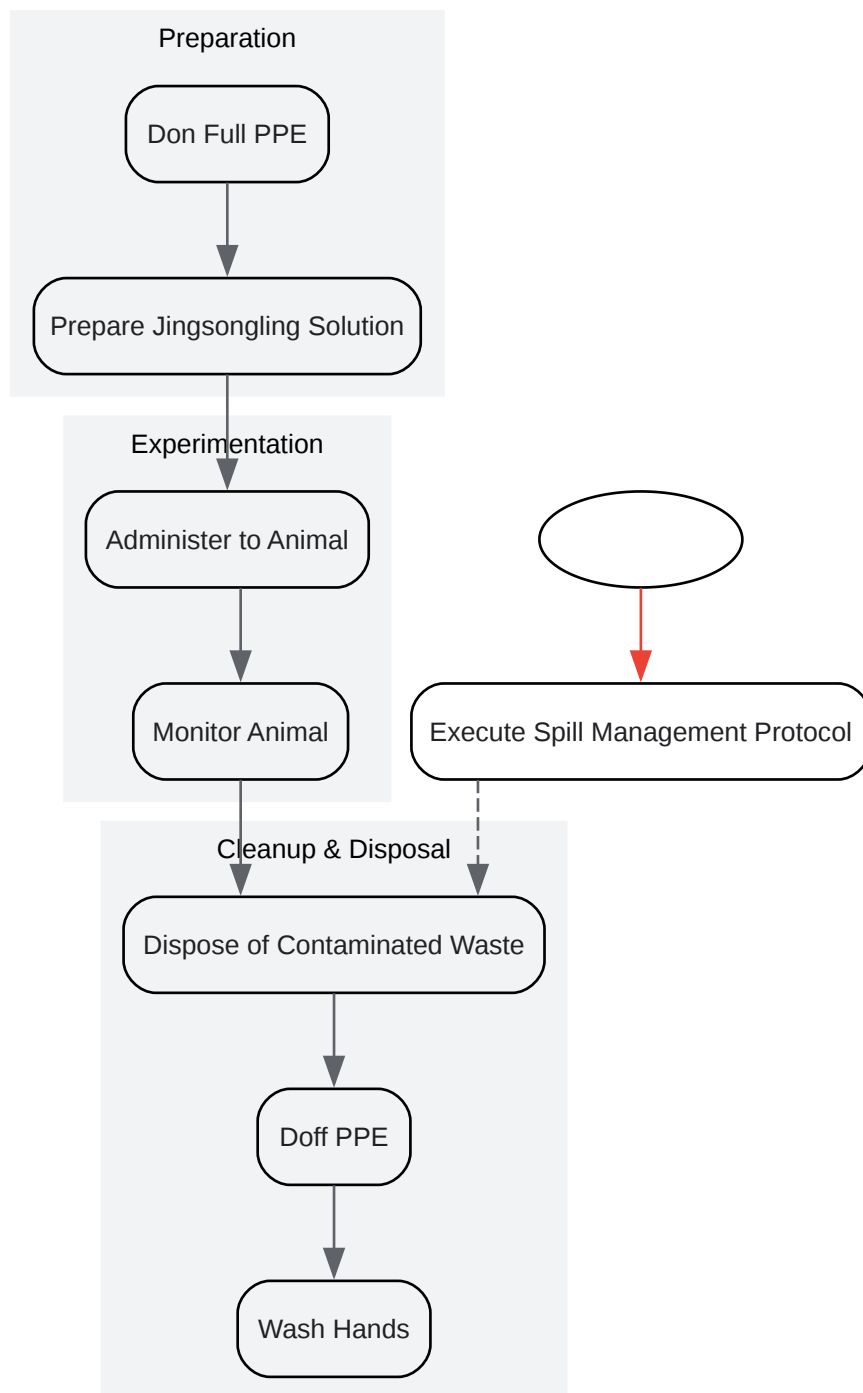 Preparation
Don Full PPE
Prepare Jingsongling Solution
Experimentation
Administer to Animal
Monitor Animal
Execute Spill Management Protocol
Cleanup & Disposal
Dispose of Contaminated Waste
Doff PPE
Wash Hands